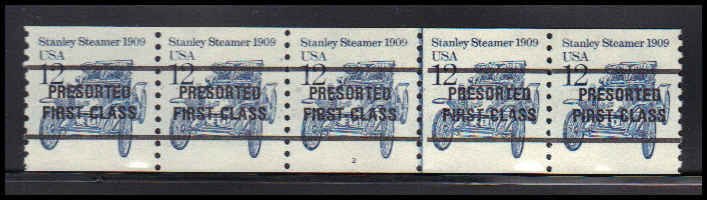 Stanley Steamer 1909 Stanley Steamer 1909 Stanley Steamer 1909 Stanley Steamer 1909 Stanley Steamer 1909
USA USA USA USA USA
12 12 12 12 12
PRESORTED PRESORTED PRESORTED PRESORTED PRESORTED
FIRST-CLASS FIRST-CLASS FIRST-CLASS FIRST-CLASS FIRST-CLASS
2